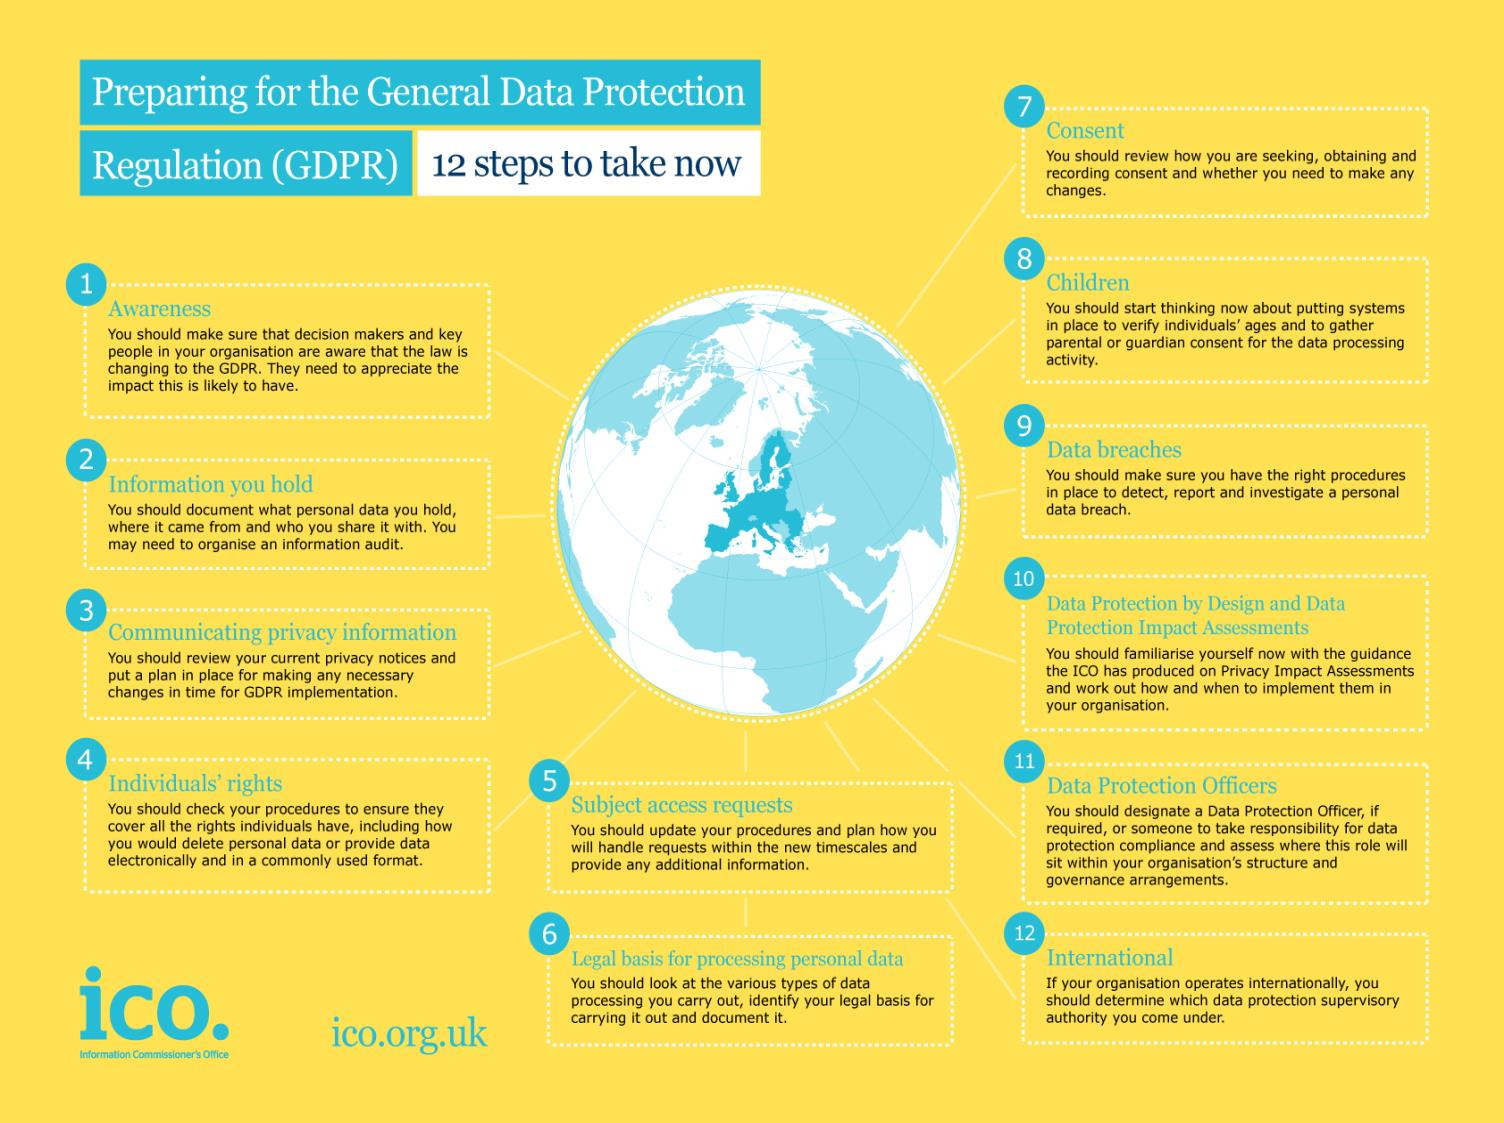 Preparing for the General Data Protection
Regulation (GDPR) 12 steps to take now
1
Awareness
You should make sure that decision makers and key
people in your organisation are aware that the law is
changing to the GDPR. They need to appreciate the
impact this is likely to have.
2
Information you hold
You should document what personal data you hold,
where it came from and who you share it with. You
may need to organise an information audit.
3
Communicating privacy information
You should review your current privacy notices and
put a plan in place for making any necessary
changes in time for GDPR implementation.
4
Individuals’ rights
You should check your procedures to ensure they
cover all the rights individuals have, including how
you would delete personal data or provide data
electronically and in a commonly used format.
5
Subject access requests
You should update your procedures and plan how you
will handle requests within the new timescales and
provide any additional information.
6
Legal basis for processing personal data
You should look at the various types of data
processing you carry out, identify your legal basis for
carrying it out and document it.
7
Consent
You should review how you are seeking, obtaining and
recording consent and whether you need to make any
changes.
8
Children
You should start thinking now about putting systems
in place to verify individuals’ ages and to gather
parental or guardian consent for the data processing
activity.
9
Data breaches
You should make sure you have the right procedures
in place to detect, report and investigate a personal
data breach.
10
Data Protection by Design and Data
Protection Impact Assessments
You should familiarise yourself now with the guidance
the ICO has produced on Privacy Impact Assessments
and work out how and when to implement them in
your organisation.
11
Data Protection Officers
You should designate a Data Protection Officer, if
required, or someone to take responsibility for data
protection compliance and assess where this role will
sit within your organisation’s structure and
governance arrangements.
12
International
If your organisation operates internationally, you
should determine which data protection supervisory
authority you come under.
ico.
Information Commissioner's Office
ico.org.uk